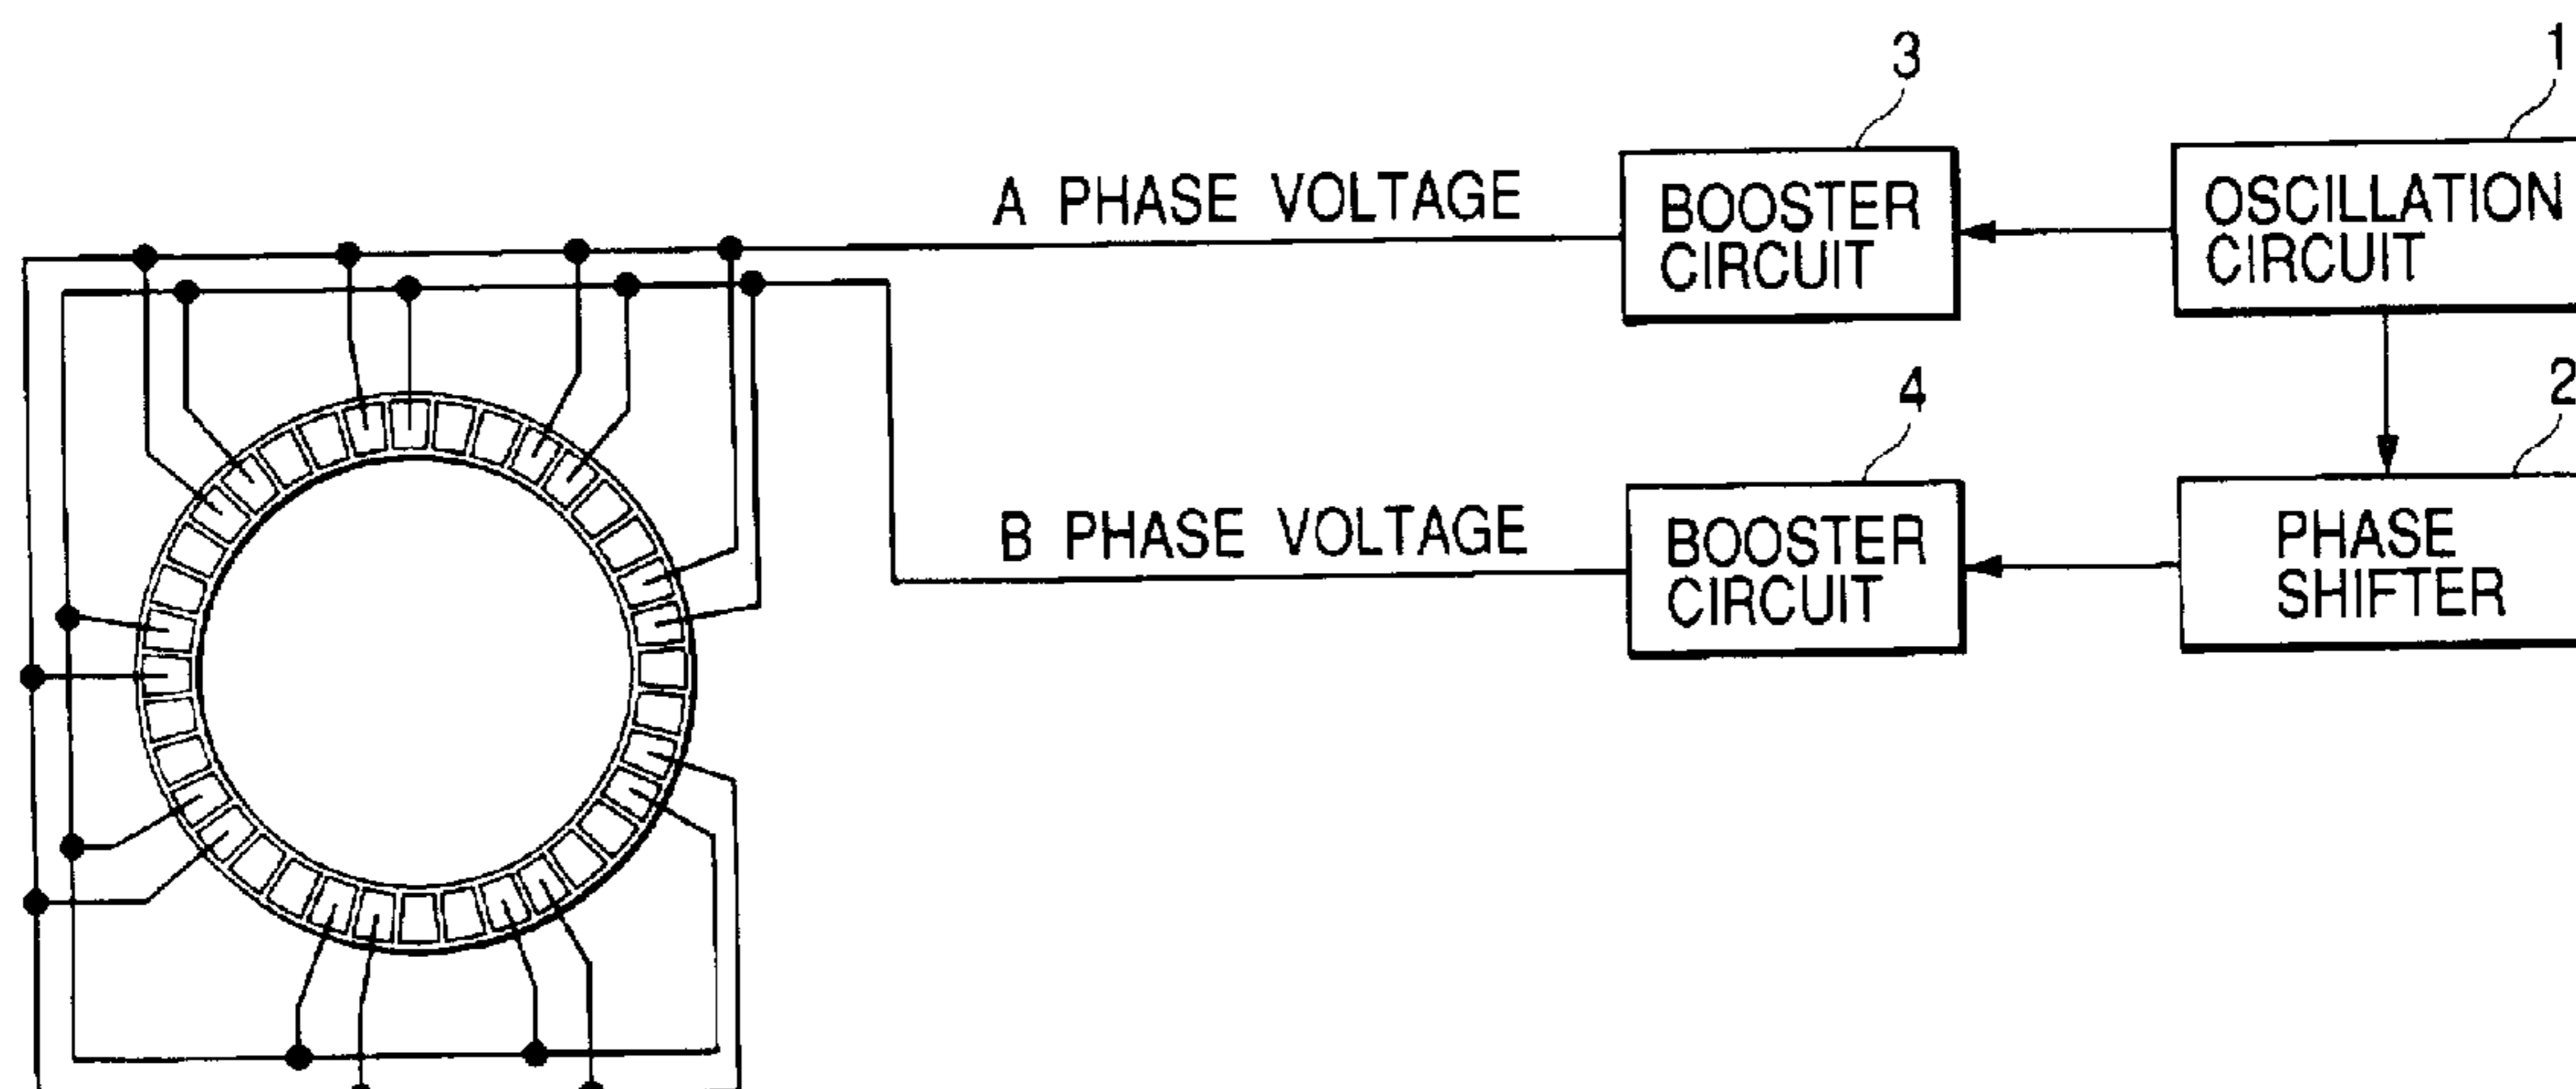 3
1
A PHASE VOLTAGE
BOOSTER
CIRCUIT
OSCILLATION
CIRCUIT
4
2
B PHASE VOLTAGE
BOOSTER
CIRCUIT
PHASE
SHIFTER